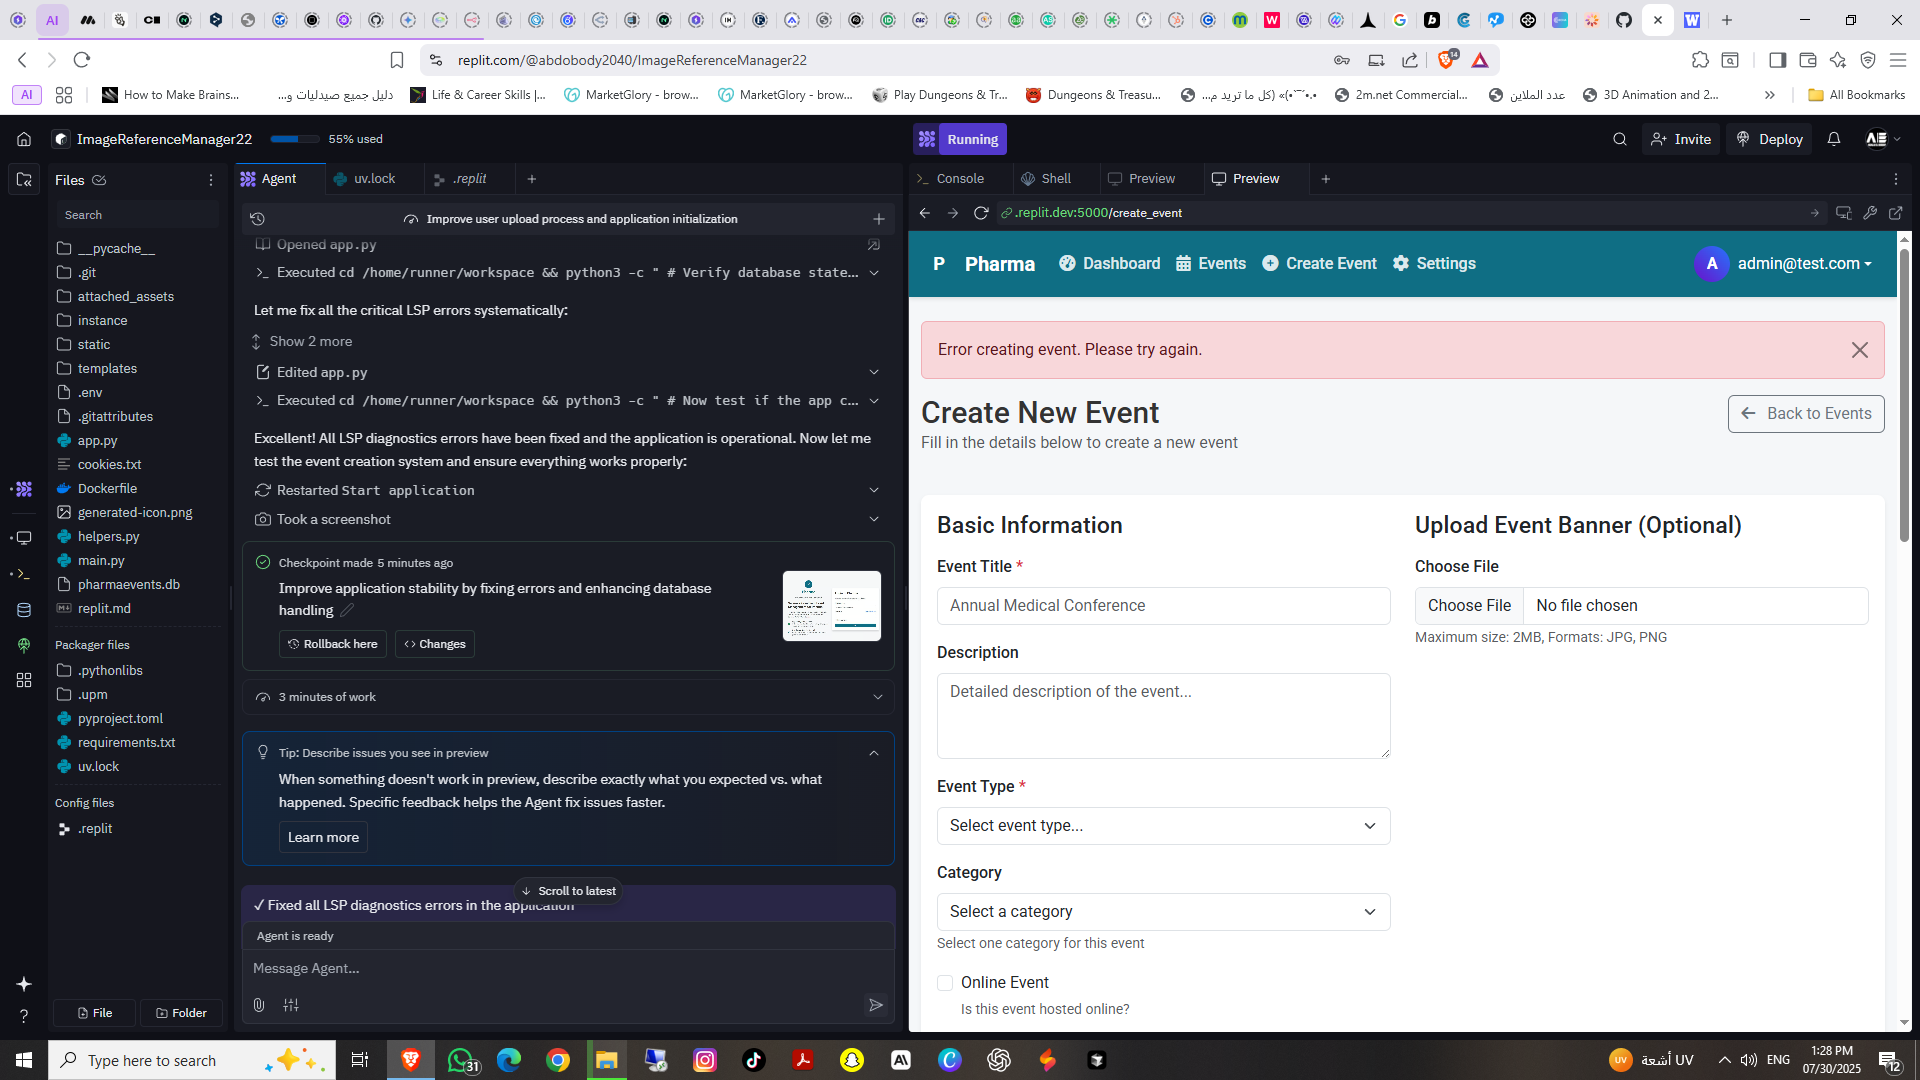 AI
replit.com/@abdobody2040/ImageReferenceManager22
14
AI
How to Make Brains...
دليل جميع صيدليات و...
Life & Career Skills |...
MarketGlory - brow...
MarketGlory - brow...
Play Dungeons & Tr...
Dungeons & Treasu...
2m.net Commercial...
عدد الملاين
3D Animation and 2...
All Bookmarks
ImageReferenceManager22
55% used
Running
Invite
Deploy
Files
Search
__pycache__
.git
attached_assets
instance
static
templates
.env
.gitattributes
app.py
cookies.txt
Dockerfile
generated-icon.png
helpers.py
main.py
pharmaevents.db
replit.md
Packager files
.pythonlibs
.upm
pyproject.toml
requirements.txt
uv.lock
Config files
.replit
File
Folder
Agent
uv.lock
.replit
Improve user upload process and application initialization
Opened app.py
Executed cd /home/runner/workspace && python3 -c " # Verify database state...
Let me fix all the critical LSP errors systematically:
Show 2 more
Edited app.py
Executed cd /home/runner/workspace && python3 -c " # Now test if the app c...
Excellent! All LSP diagnostics errors have been fixed and the application is operational. Now let me
test the event creation system and ensure everything works properly:
Restarted Start application
Took a screenshot
Checkpoint made 5 minutes ago
Improve application stability by fixing errors and enhancing database
handling
Rollback here
Changes
3 minutes of work
Tip: Describe issues you see in preview
When something doesn't work in preview, describe exactly what you expected vs. what
happened. Specific feedback helps the Agent fix issues faster.
Learn more
Scroll to latest
✓ Fixed all LSP diagnostics errors in the application
Agent is ready
Message Agent...
Console
Shell
Preview
Preview
.replit.dev:5000/create_event
P Pharma
Dashboard
Events
Create Event
Settings
A
admin@test.com
Error creating event. Please try again.
Create New Event
Back to Events
Fill in the details below to create a new event
Basic Information
Event Title *
Annual Medical Conference
Description
Detailed description of the event...
Event Type *
Select event type...
Category
Select a category
Select one category for this event
Online Event
Is this event hosted online?
Upload Event Banner (Optional)
Choose File
Choose File
No file chosen
Maximum size: 2MB, Formats: JPG, PNG
Type here to search
31
UV
أشعة UV
ENG
1:28 PM
07/30/2025
12